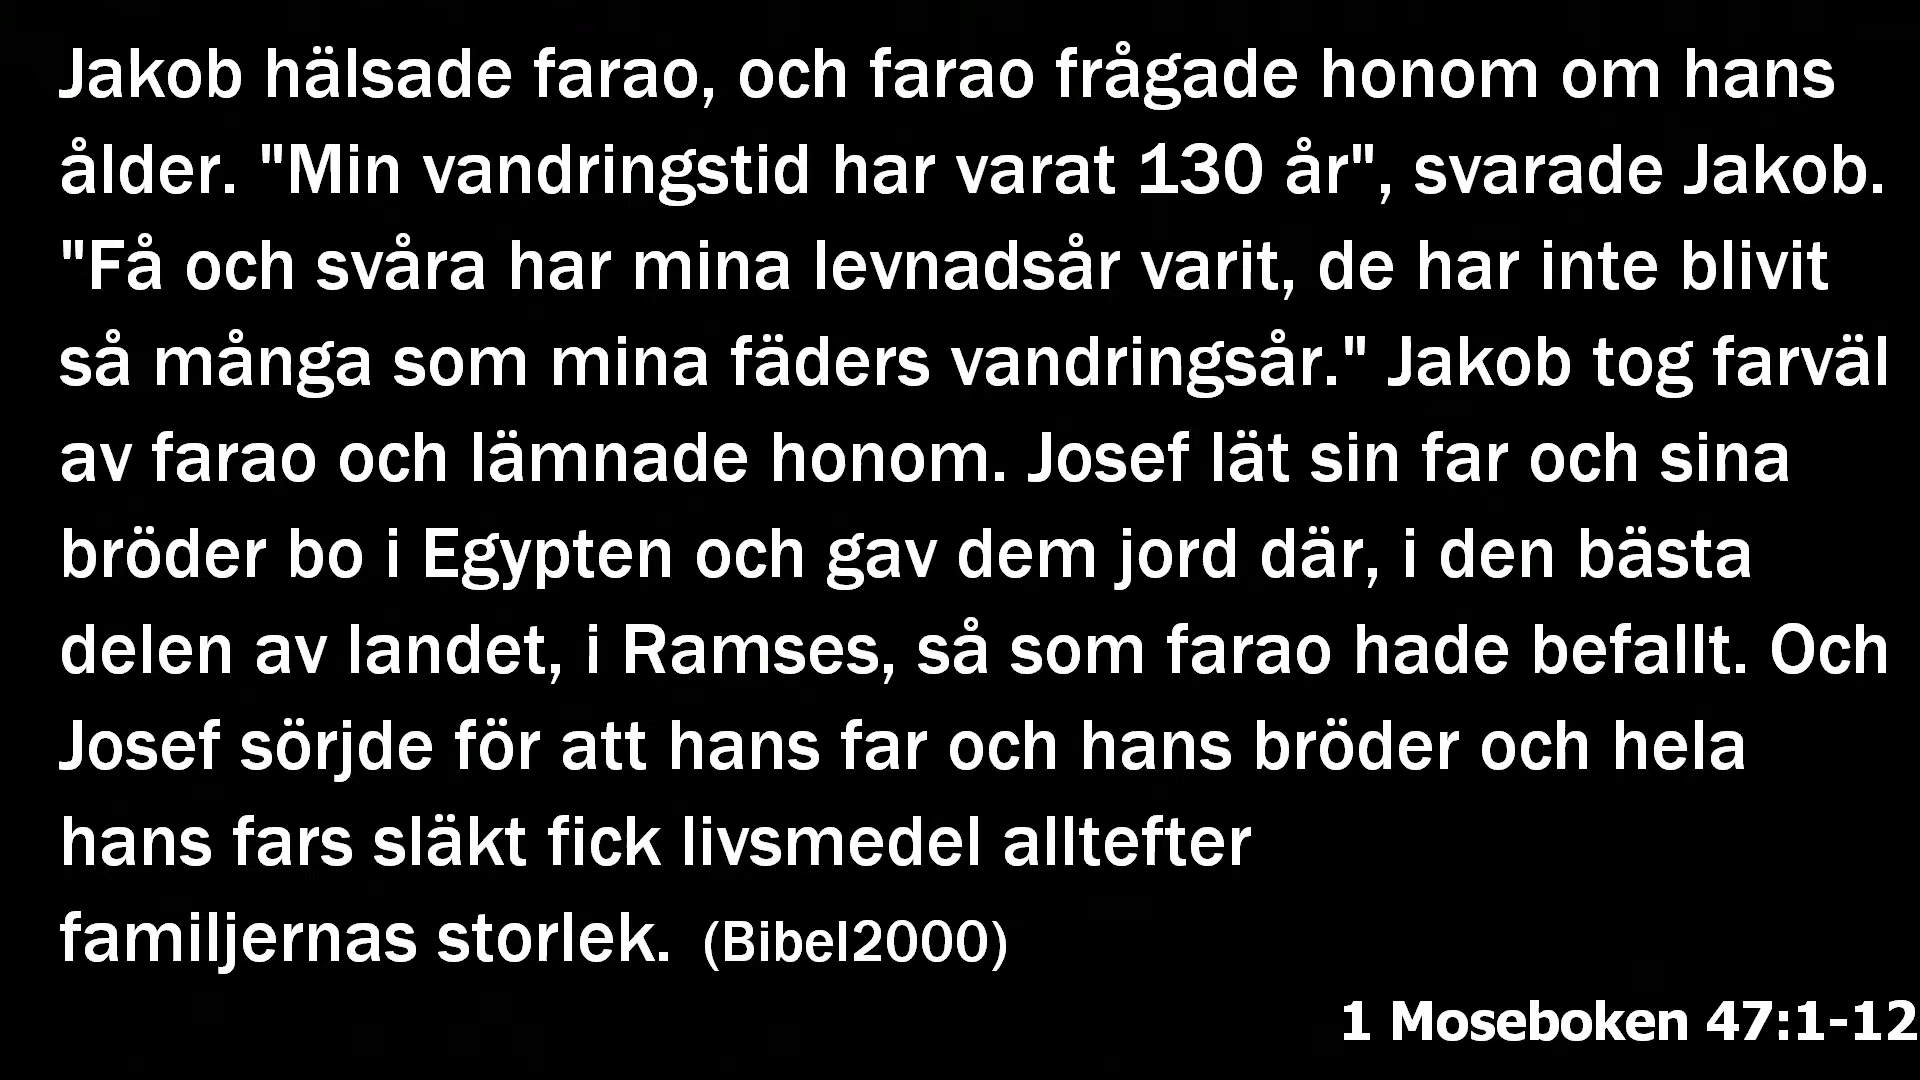 Jakob hälsade farao, och farao frågade honom om hans
ålder. "Min vandringstid har varat 130 år", svarade Jakob.
"Få och svåra har mina levnadsår varit, de har inte blivit
så många som mina fäders vandringsår." Jakob tog farväl
av farao och lämnade honom. Josef lät sin far och sina
bröder bo i Egypten och gav dem jord där, i den bästa
delen av landet, i Ramses, så som farao hade befallt. Och
Josef sörjde för att hans far och hans bröder och hela
hans fars släkt fick livsmedel alltefter
familjernas storlek. (Bibel2000)
1 Moseboken 47:1-12